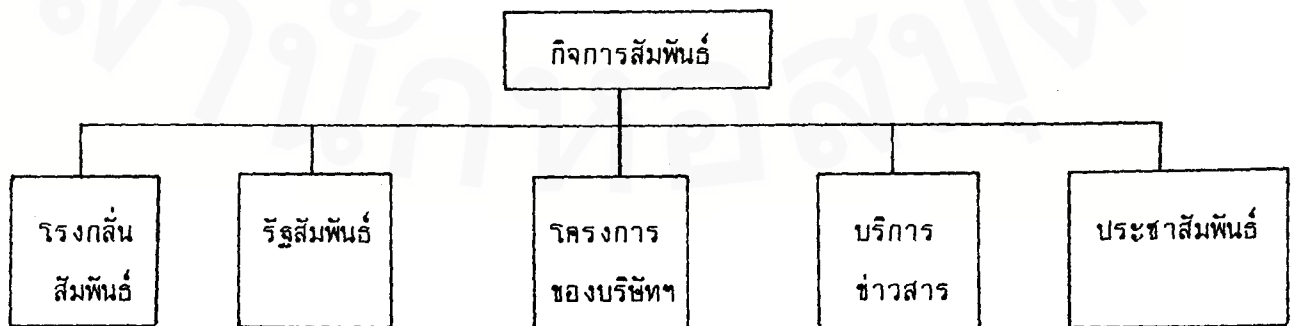 กิจการสัมพันธ์
โรงกลั่น
สัมพันธ์
รัฐสัมพันธ์
โครงการ
ของบริษัทฯ
บริการ
ข่าวสาร
ประชาสัมพันธ์